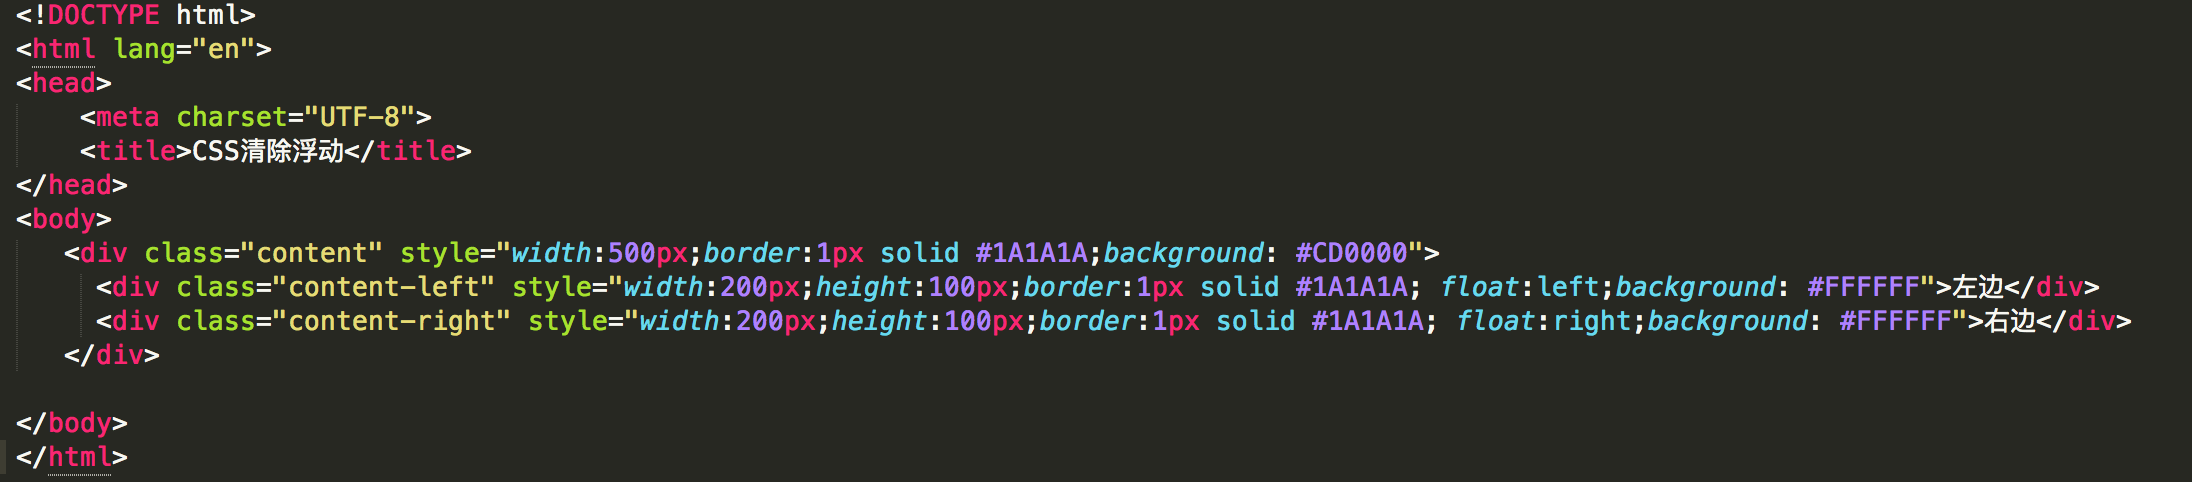 <!DOCTYPE html>
<html lang="en">
<head>
    <meta charset="UTF-8">
    <title>CSS清除浮动</title>
</head>
<body>
   <div class="content" style="width:500px;border:1px solid #1A1A1A;background: #CD0000">
     <div class="content-left" style="width:200px;height:100px;border:1px solid #1A1A1A; float:left;background: #FFFFFF">左边</div>
     <div class="content-right" style="width:200px;height:100px;border:1px solid #1A1A1A; float:right;background: #FFFFFF">右边</div>
   </div>

</body>
</html>